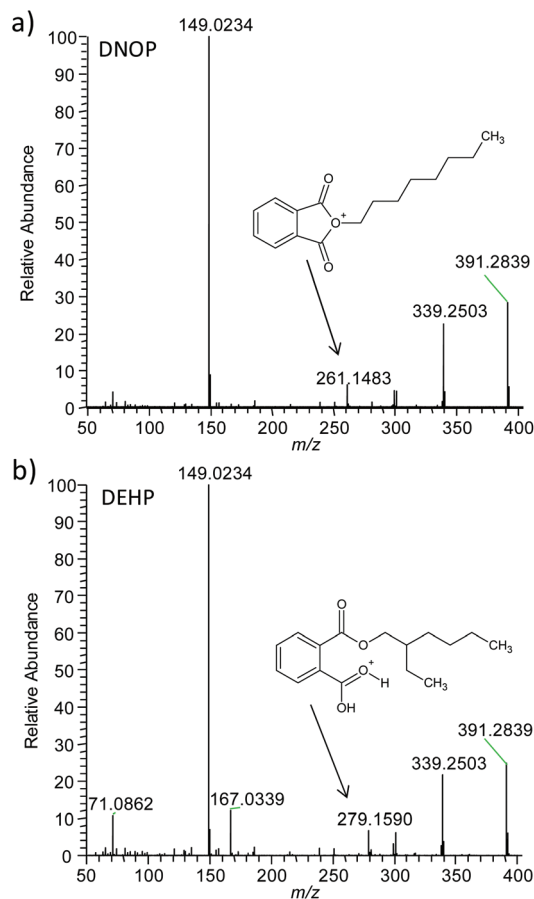 a)
DNOP
149.0234
Relative Abundance
100
90
80
70
60
50
40
30
20
10
0
O
O
+
O
CH3
391.2839
339.2503
261.1483
50 100 150 200 250 300 350 400
m/z
b)
DEHP
149.0234
Relative Abundance
100
90
80
70
60
50
40
30
20
10
0
O
O
CH3
O
+
H
CH3
OH
391.2839
339.2503
71.0862
167.0339
279.1590
50 100 150 200 250 300 350 400
m/z